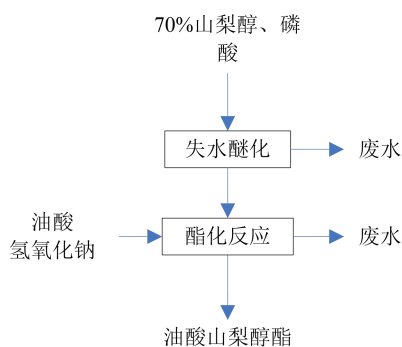 70%山梨醇、磷
酸
失水醚化
废水
油酸
氢氧化钠
酯化反应
废水
油酸山梨醇酯